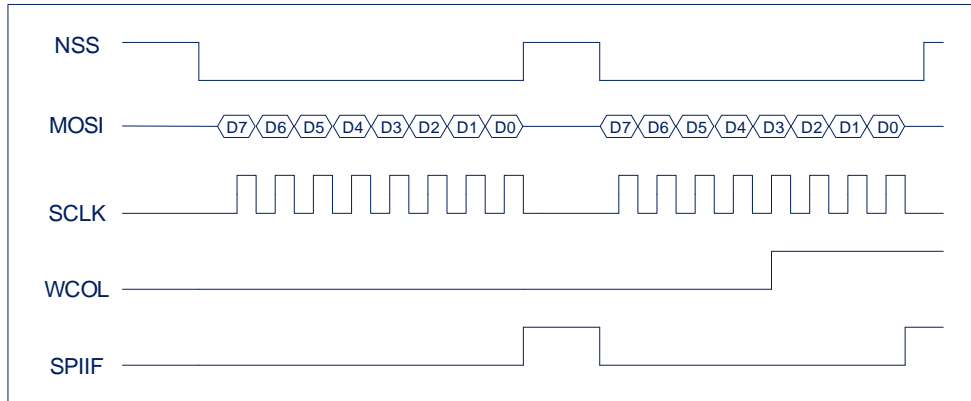 NSS
MOSI D7 D6 D5 D4 D3 D2 D1 D0 D7 D6 D5 D4 D3 D2 D1 D0
SCLK
WCOL
SPIIF